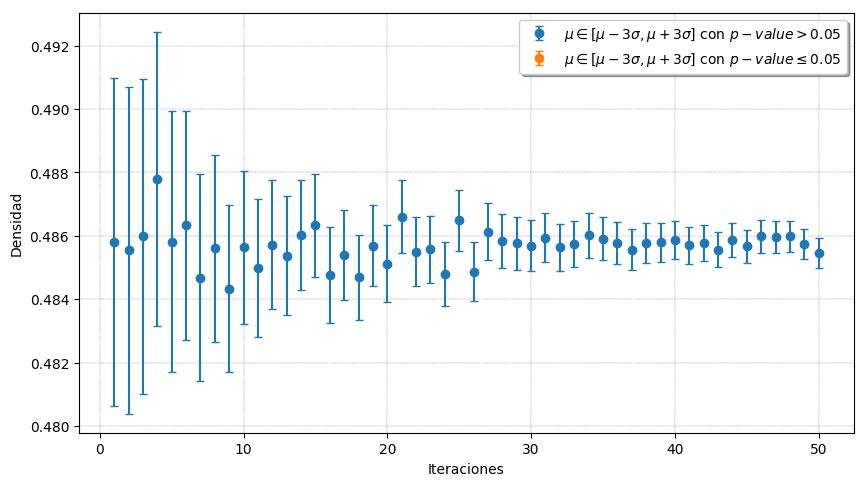 0.492
0.490
0.488
0.486
0.484
0.482
0.480
Densidad
μ ∈ [μ − 3σ, μ + 3σ] con p − value > 0.05
μ ∈ [μ − 3σ, μ + 3σ] con p − value ≤ 0.05
0 10 20 30 40 50
Iteraciones